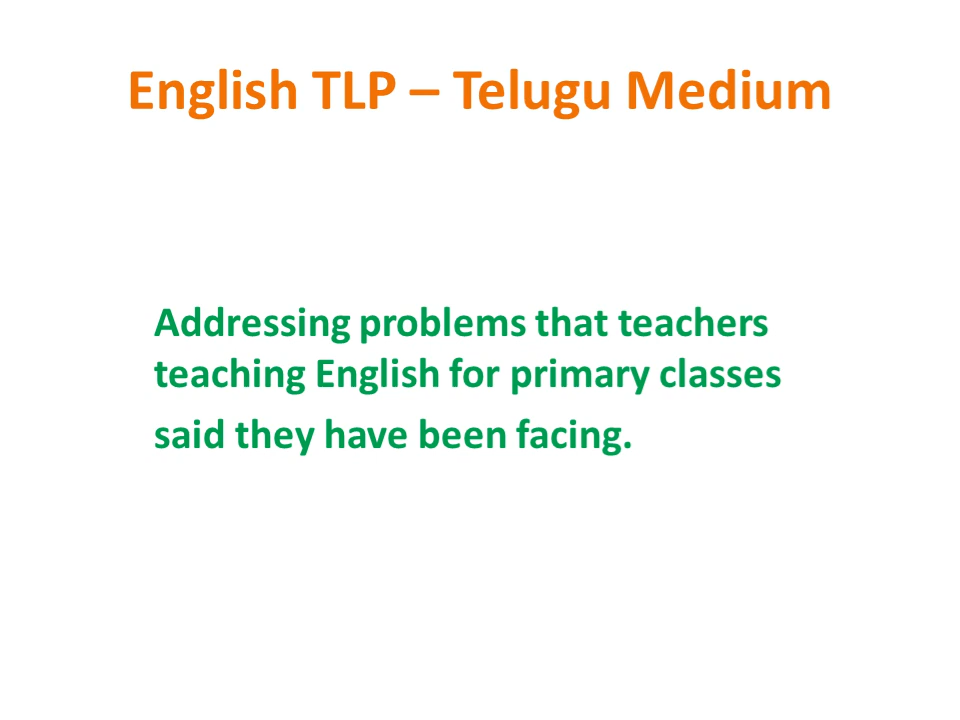 English TLP – Telugu Medium
Addressing problems that teachers
teaching English for primary classes
said they have been facing.